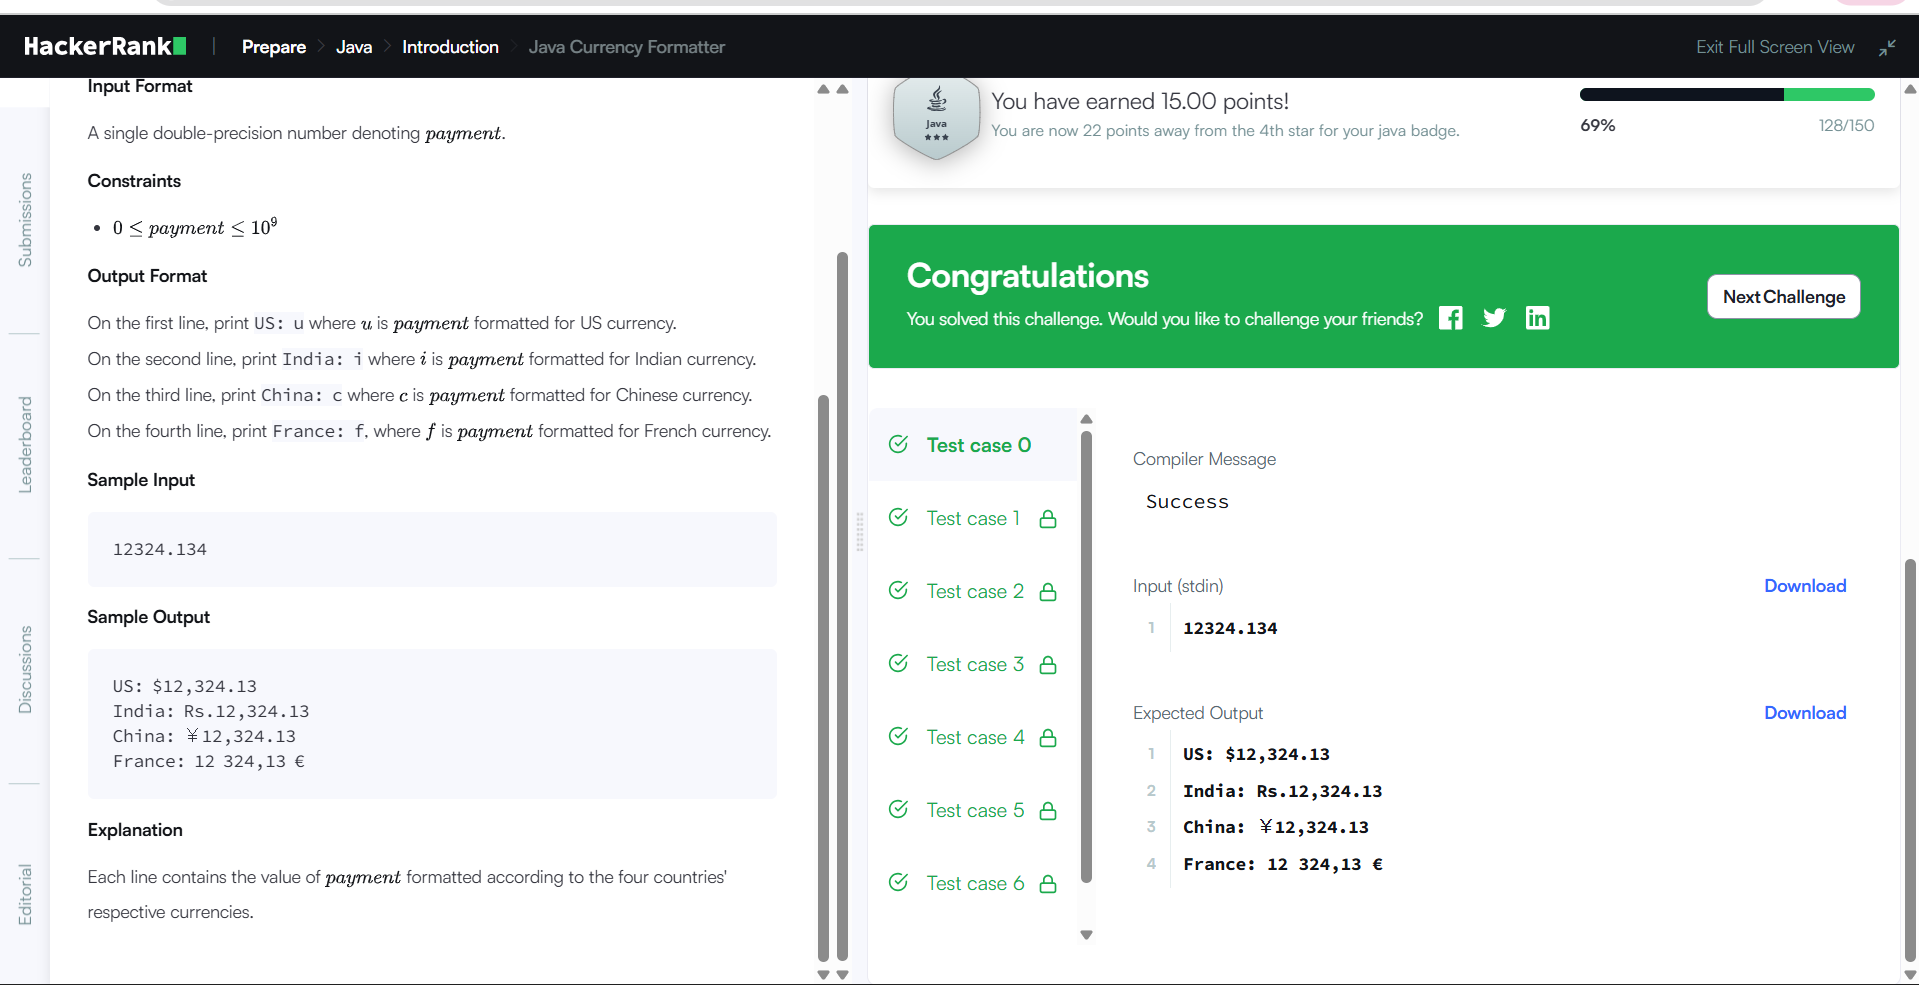 HackerRank | Prepare > Java > Introduction > Java Currency Formatter
Exit Full Screen View
Submissions
Leaderboard
Discussions
Editorial
Input Format
A single double-precision number denoting payment.
Constraints
• 0 ≤ payment ≤ 10⁹
Output Format
On the first line, print US: u where u is payment formatted for US currency.
On the second line, print India: i where i is payment formatted for Indian currency.
On the third line, print China: c where c is payment formatted for Chinese currency.
On the fourth line, print France: f, where f is payment formatted for French currency.
Sample Input
12324.134
Sample Output
US: $12,324.13
India: Rs.12,324.13
China: ¥12,324.13
France: 12 324,13 €
Explanation
Each line contains the value of payment formatted according to the four countries'
respective currencies.
Java
★★★
You have earned 15.00 points!
You are now 22 points away from the 4th star for your java badge.
69%
128/150
Congratulations
You solved this challenge. Would you like to challenge your friends?
Next Challenge
Test case 0
Test case 1
Test case 2
Test case 3
Test case 4
Test case 5
Test case 6
Compiler Message
Success
Input (stdin)
Download
1 12324.134
Expected Output
Download
1 US: $12,324.13
2 India: Rs.12,324.13
3 China: ¥12,324.13
4 France: 12 324,13 €